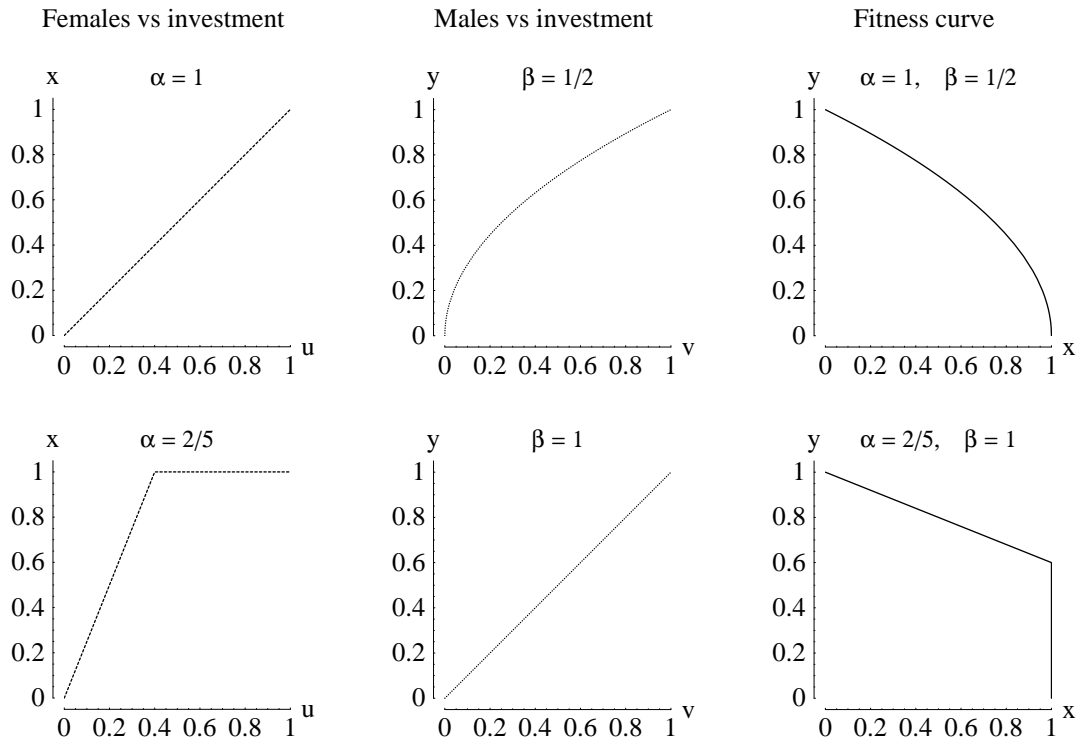 Females vs investment
Males vs investment
Fitness curve
x
α = 1
1
0.8
0.6
0.4
0.2
0
0 0.2 0.4 0.6 0.8 1
u
y
β = 1/2
1
0.8
0.6
0.4
0.2
0
0 0.2 0.4 0.6 0.8 1
v
y
α = 1, β = 1/2
1
0.8
0.6
0.4
0.2
0
0 0.2 0.4 0.6 0.8 1
x
x
α = 2/5
1
0.8
0.6
0.4
0.2
0
0 0.2 0.4 0.6 0.8 1
u
y
β = 1
1
0.8
0.6
0.4
0.2
0
0 0.2 0.4 0.6 0.8 1
v
y
α = 2/5, β = 1
1
0.8
0.6
0.4
0.2
0
0 0.2 0.4 0.6 0.8 1
x